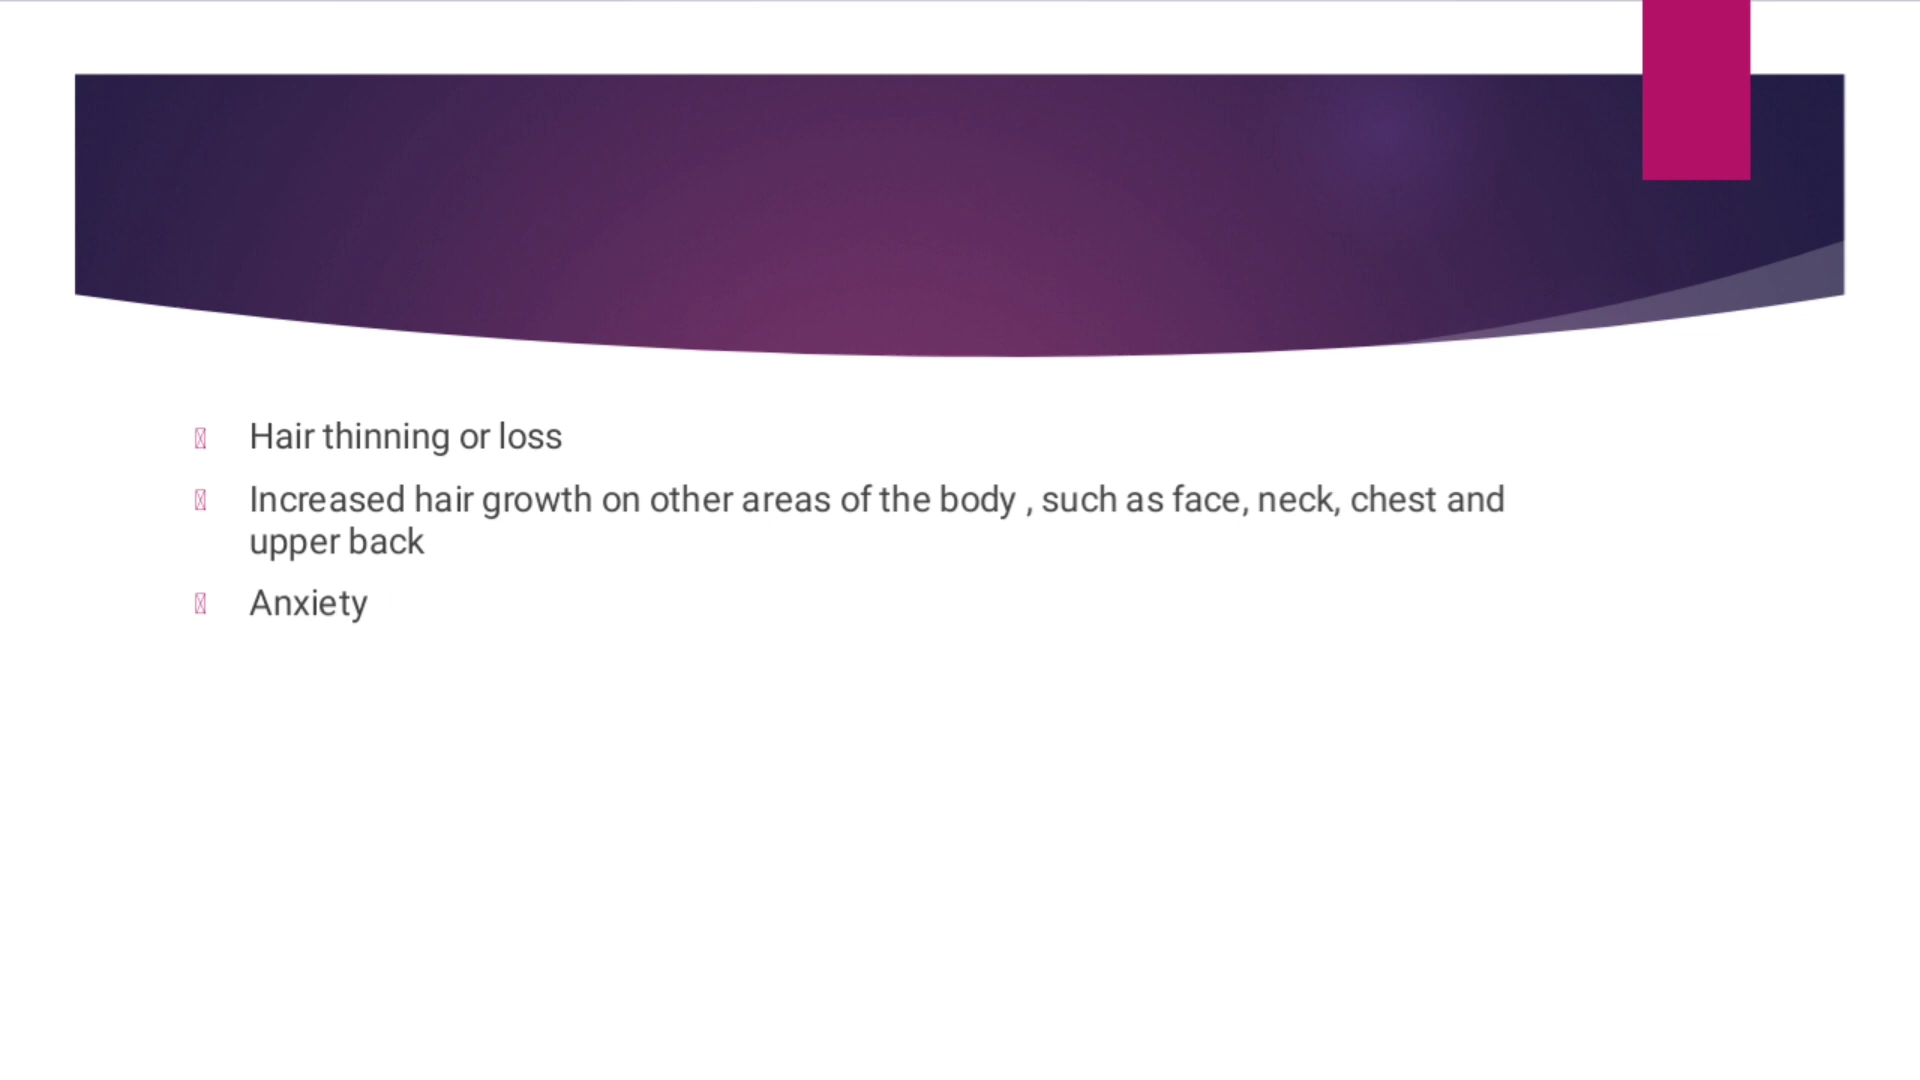 Hair thinning or loss
Increased hair growth on other areas of the body , such as face, neck, chest and
upper back
Anxiety